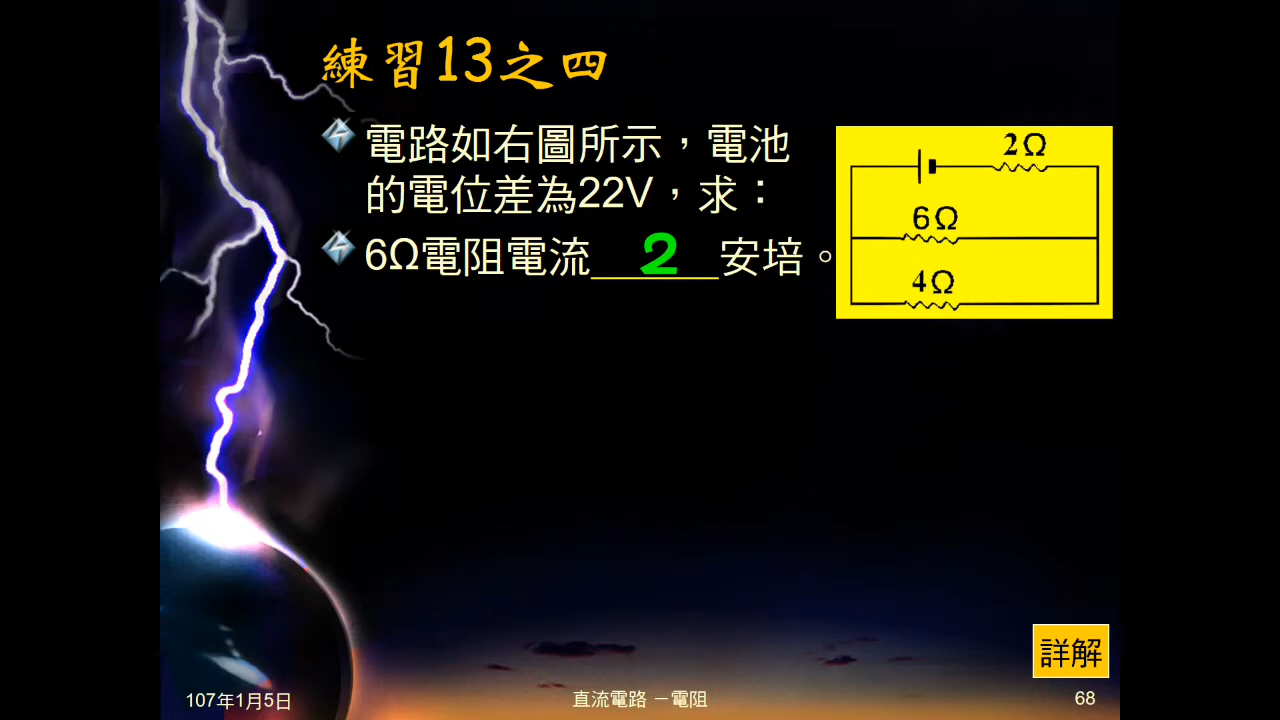 練習13之四
電路如右圖所示，電池
的電位差為22V，求：
6Ω電阻電流 2 安培。
2Ω
6Ω
4Ω
詳解
107年1月5日
直流電路 －電阻
68